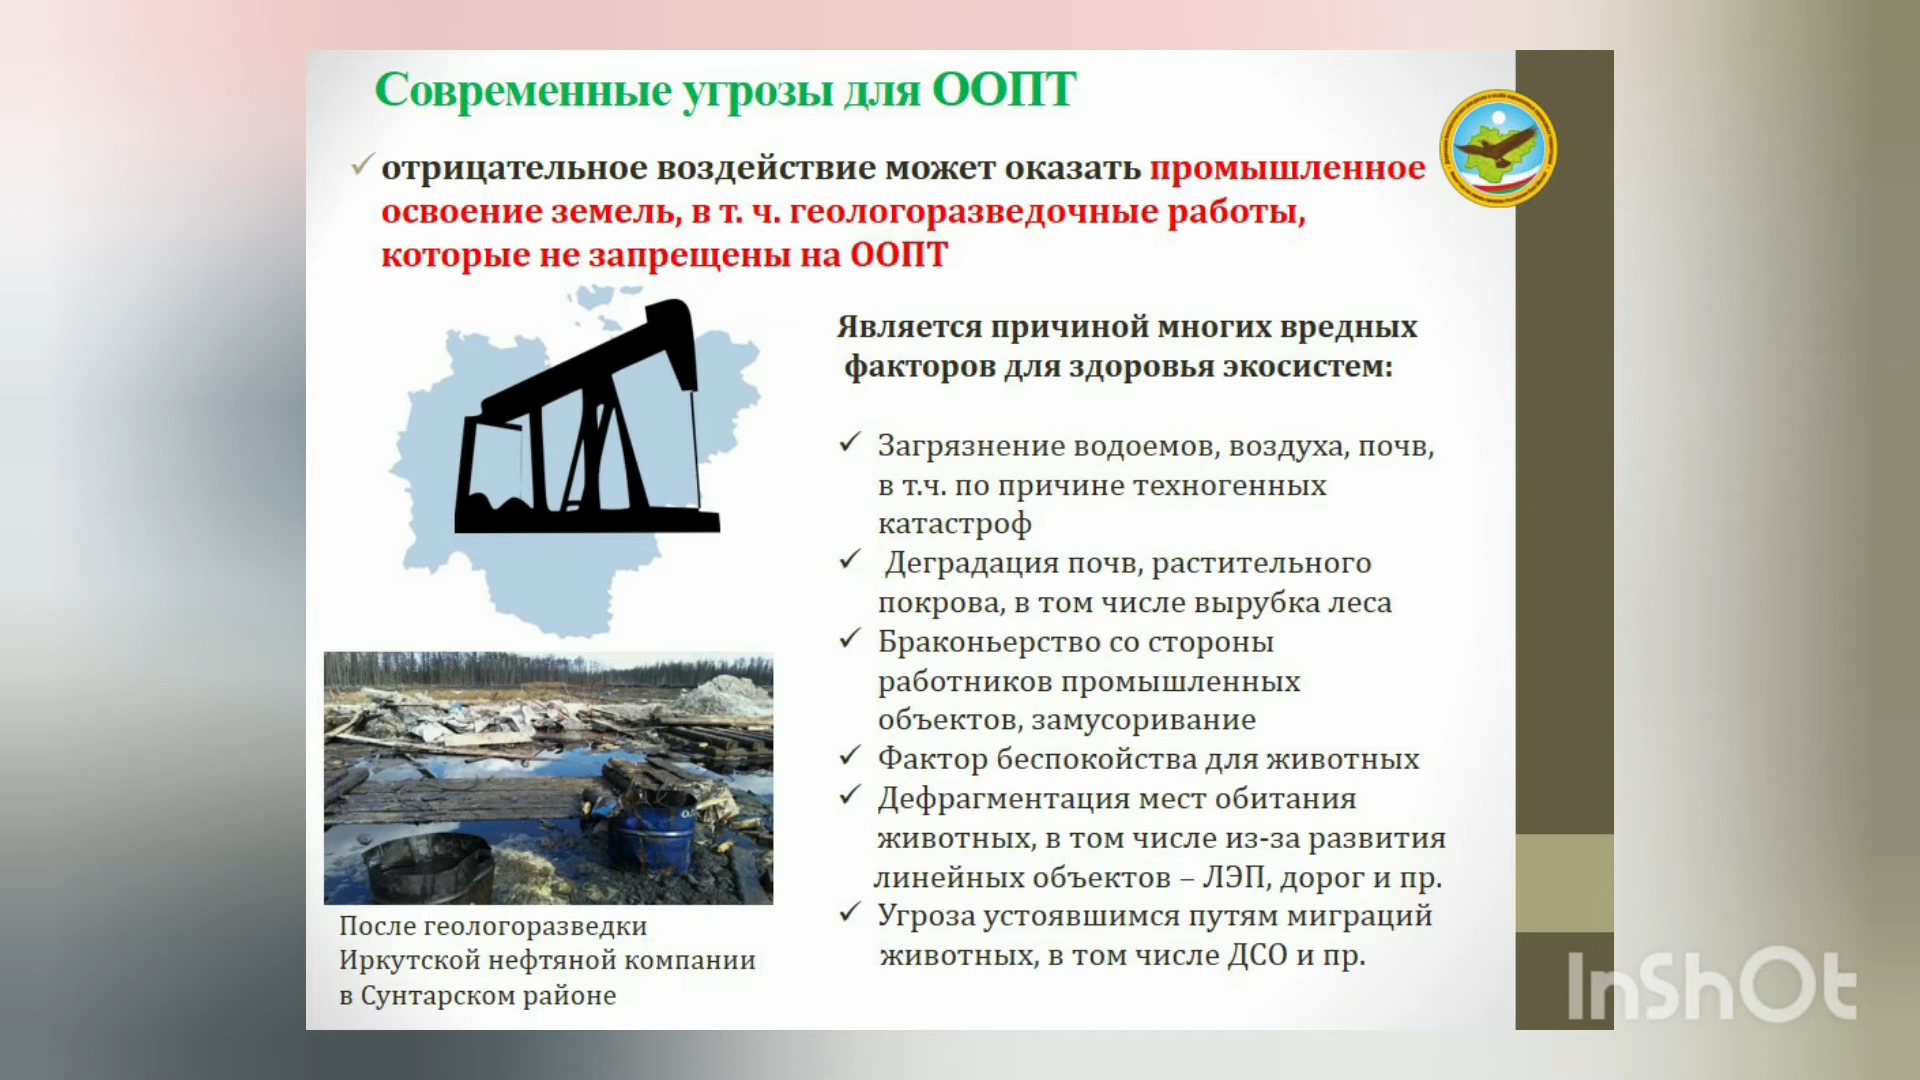 Современные угрозы для ООПТ
отрицательное воздействие может оказать промышленное
освоение земель, в т. ч. геологоразведочные работы,
которые не запрещены на ООПТ
Является причиной многих вредных
факторов для здоровья экосистем:
Загрязнение водоемов, воздуха, почв,
в т.ч. по причине техногенных
катастроф
Деградация почв, растительного
покрова, в том числе вырубка леса
Браконьерство со стороны
работников промышленных
объектов, замусоривание
Фактор беспокойства для животных
Дефрагментация мест обитания
животных, в том числе из-за развития
линейных объектов – ЛЭП, дорог и пр.
Угроза устоявшимся путям миграций
животных, в том числе ДСО и пр.
После геологоразведки
Иркутской нефтяной компании
в Сунтарском районе
InShOt